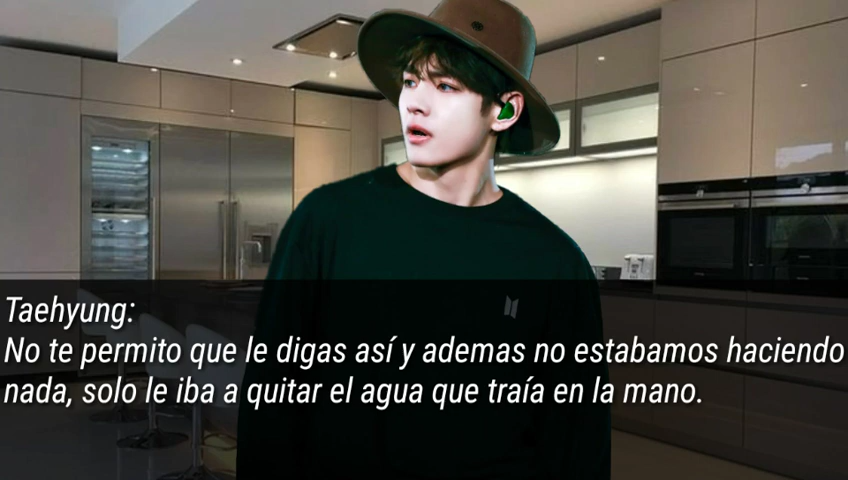 Taehyung:
No te permito que le digas así y ademas no estabamos haciendo
nada, solo le iba a quitar el agua que traía en la mano.